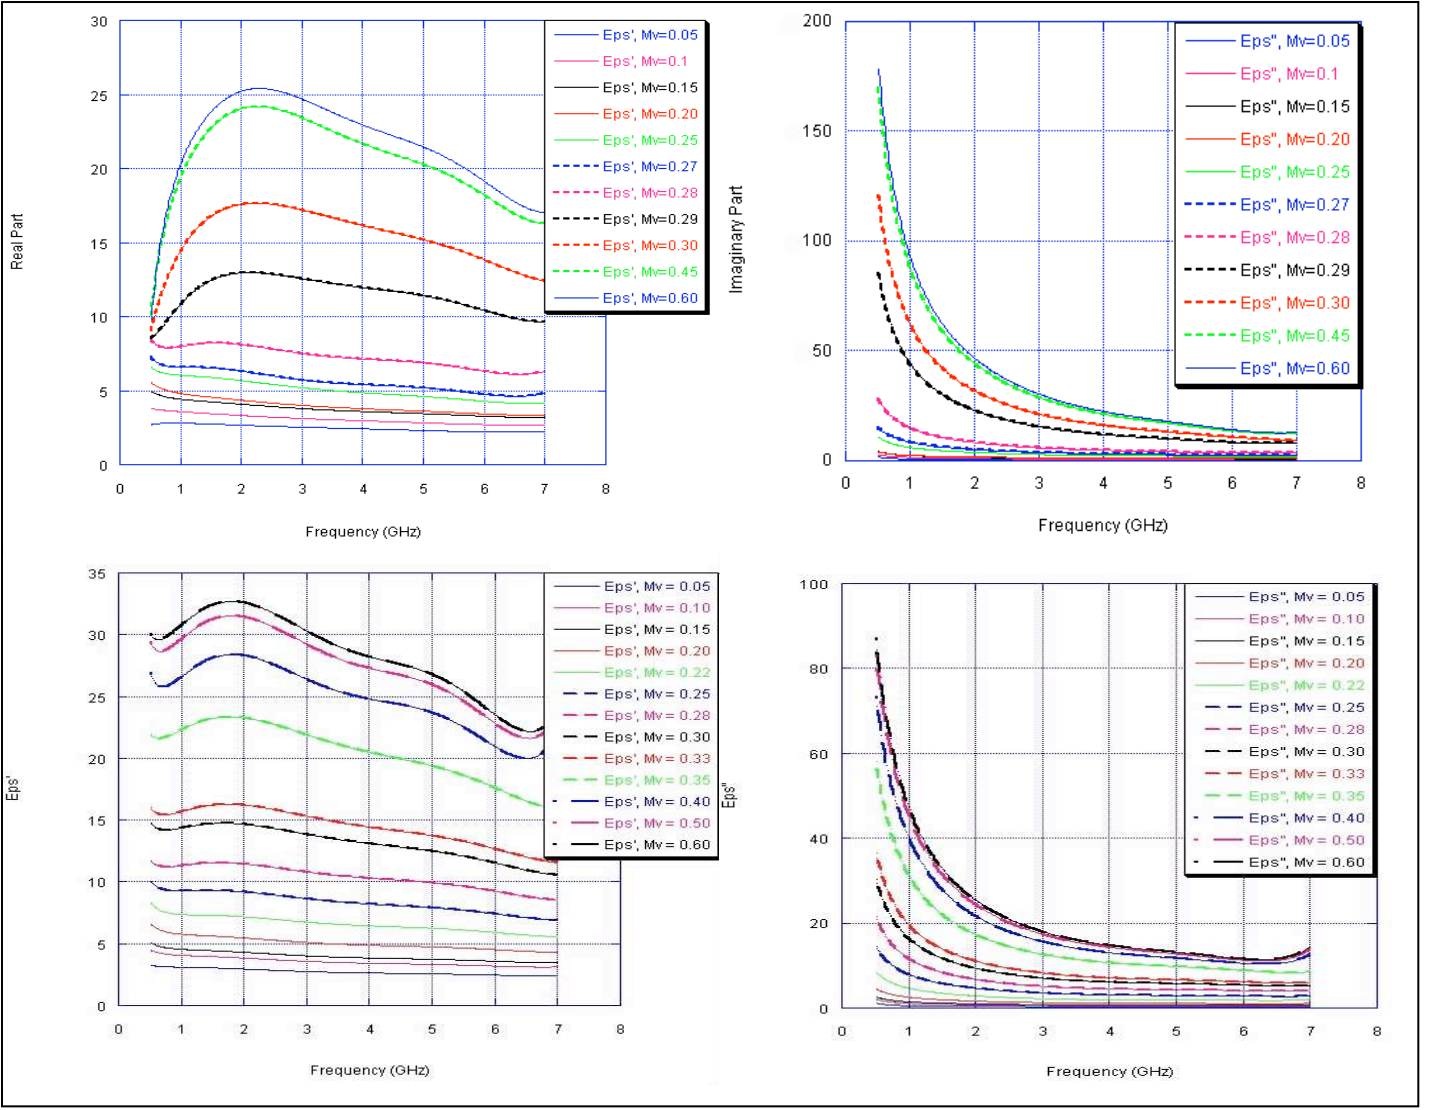 30
25
20
15
10
5
0
0 1 2 3 4 5 6 7 8
Real Part
Frequency (GHz)
Eps', Mv=0.05
Eps', Mv=0.1
Eps', Mv=0.15
Eps', Mv=0.20
Eps', Mv=0.25
Eps', Mv=0.27
Eps', Mv=0.28
Eps', Mv=0.29
Eps', Mv=0.30
Eps', Mv=0.45
Eps', Mv=0.60
200
150
100
50
0
0 1 2 3 4 5 6 7 8
Imaginary Part
Frequency (GHz)
Eps'', Mv=0.05
Eps'', Mv=0.1
Eps'', Mv=0.15
Eps'', Mv=0.20
Eps'', Mv=0.25
Eps'', Mv=0.27
Eps'', Mv=0.28
Eps'', Mv=0.29
Eps'', Mv=0.30
Eps'', Mv=0.45
Eps'', Mv=0.60
35
30
25
20
15
10
5
0
0 1 2 3 4 5 6 7 8
Eps'
Frequency (GHz)
Eps', Mv = 0.05
Eps', Mv = 0.10
Eps', Mv = 0.15
Eps', Mv = 0.20
Eps', Mv = 0.22
Eps', Mv = 0.25
Eps', Mv = 0.28
Eps', Mv = 0.30
Eps', Mv = 0.33
Eps', Mv = 0.35
Eps', Mv = 0.40
Eps', Mv = 0.50
Eps', Mv = 0.60
100
80
60
40
20
0
0 1 2 3 4 5 6 7 8
Eps''
Frequency (GHz)
Eps'', Mv = 0.05
Eps'', Mv = 0.10
Eps'', Mv = 0.15
Eps'', Mv = 0.20
Eps'', Mv = 0.22
Eps'', Mv = 0.25
Eps'', Mv = 0.28
Eps'', Mv = 0.30
Eps'', Mv = 0.33
Eps'', Mv = 0.35
Eps'', Mv = 0.40
Eps'', Mv = 0.50
Eps'', Mv = 0.60